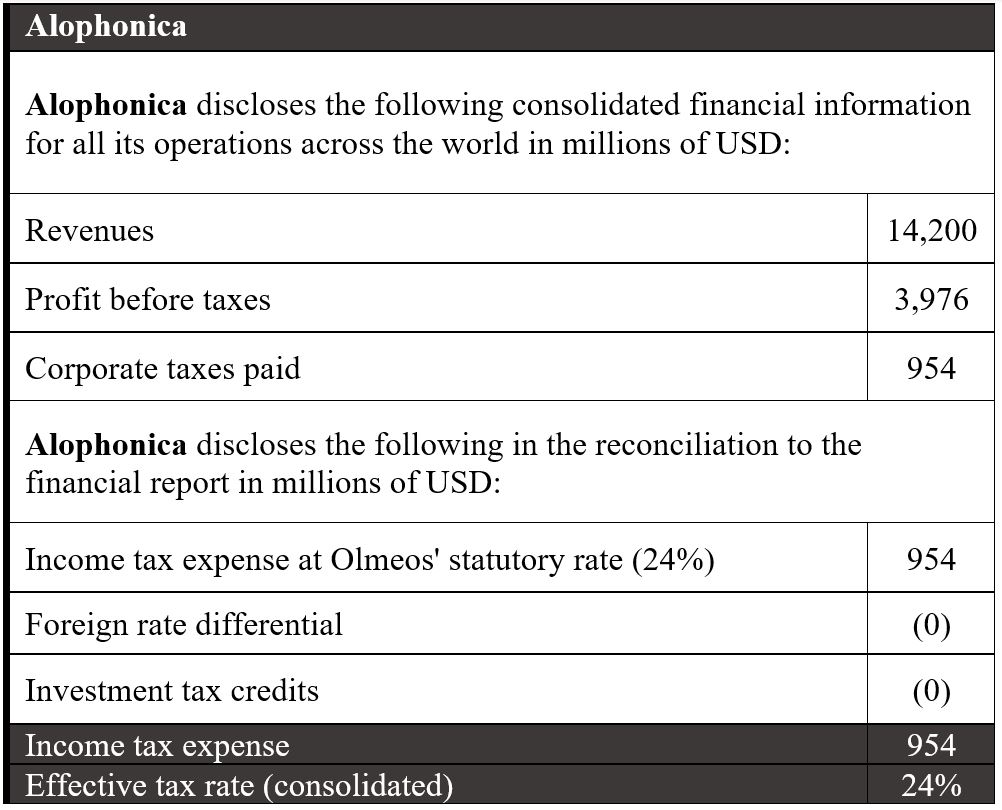 Alophonica
Alophonica discloses the following consolidated financial information
for all its operations across the world in millions of USD:
Revenues 14,200
Profit before taxes 3,976
Corporate taxes paid 954
Alophonica discloses the following in the reconciliation to the
financial report in millions of USD:
Income tax expense at Olmeos' statutory rate (24%) 954
Foreign rate differential (0)
Investment tax credits (0)
Income tax expense 954
Effective tax rate (consolidated) 24%